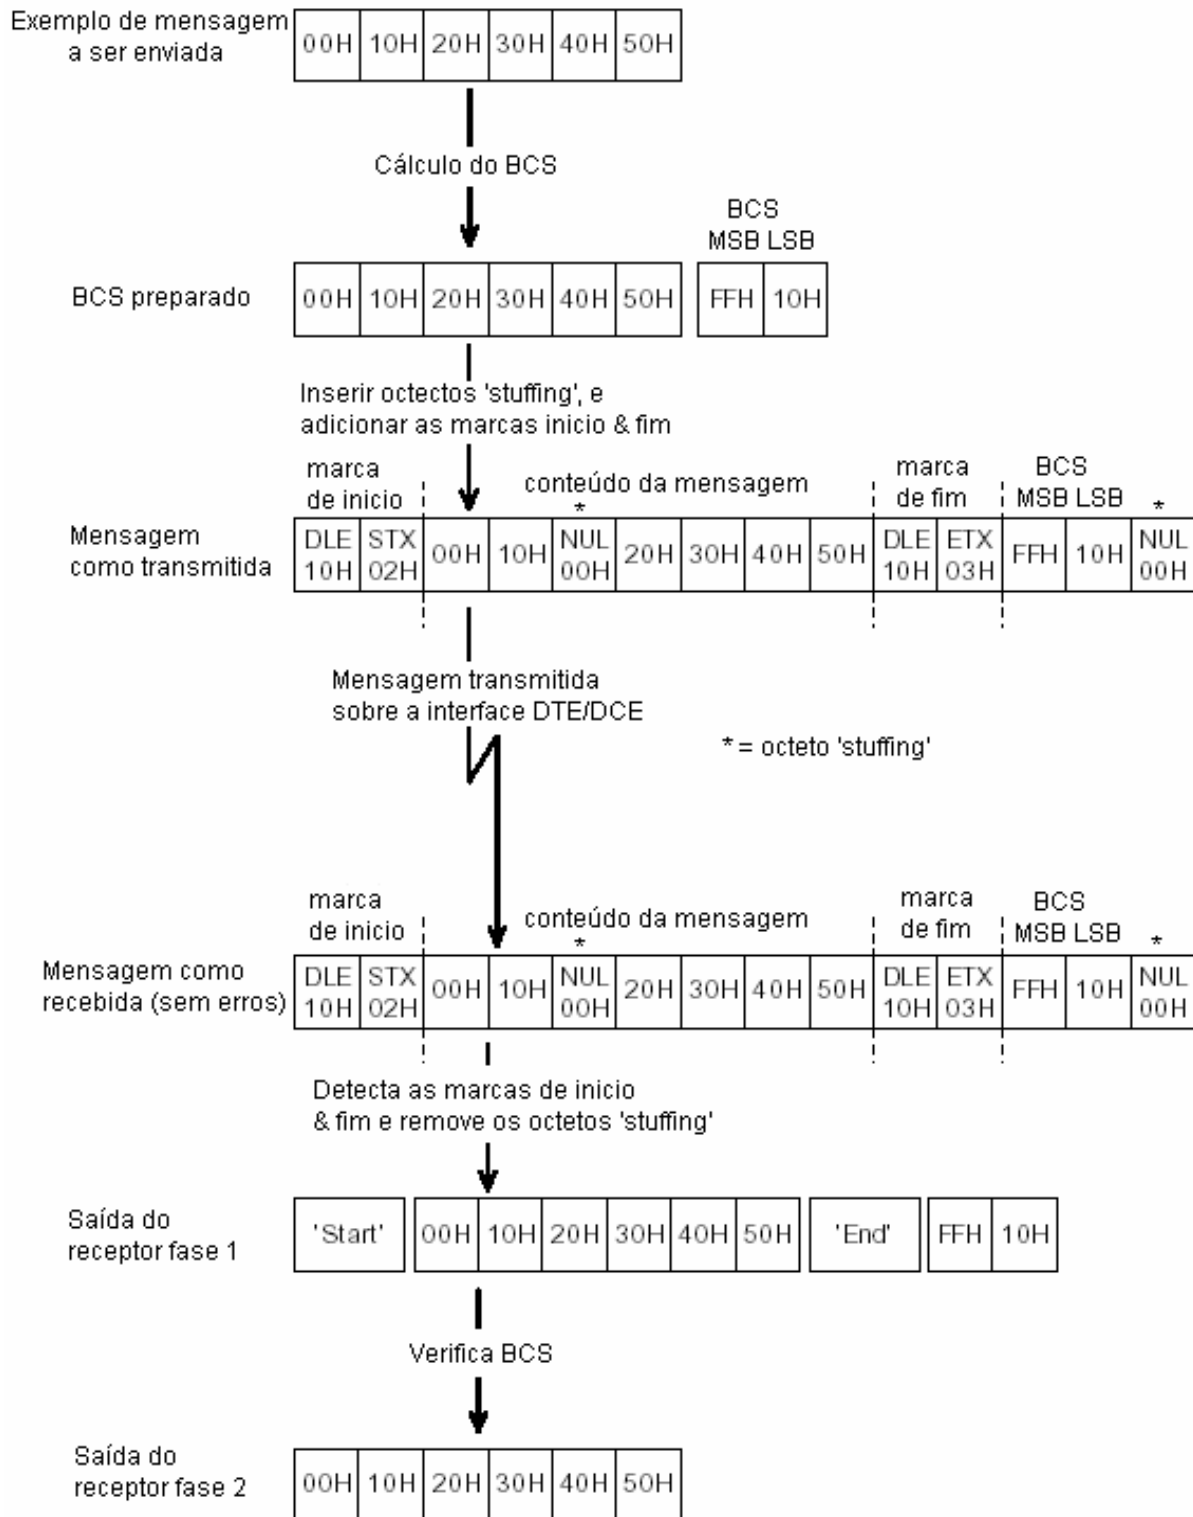 Exemplo de mensagem
a ser enviada
00H 10H 20H 30H 40H 50H
Cálculo do BCS
BCS
MSB LSB
BCS preparado
00H 10H 20H 30H 40H 50H FFH 10H
Inserir octectos 'stuffing', e
adicionar as marcas inicio & fim
marca
de inicio
conteúdo da mensagem
marca
de fim
BCS
MSB LSB
* *
Mensagem
como transmitida
DLE 10H STX 02H 00H 10H NUL 00H 20H 30H 40H 50H DLE 10H ETX 03H FFH 10H NUL 00H
Mensagem transmitida
sobre a interface DTE/DCE
* = octeto 'stuffing'
marca
de inicio
conteúdo da mensagem
marca
de fim
BCS
MSB LSB
* *
Mensagem como
recebida (sem erros)
DLE 10H STX 02H 00H 10H NUL 00H 20H 30H 40H 50H DLE 10H ETX 03H FFH 10H NUL 00H
Detecta as marcas de inicio
& fim e remove os octetos 'stuffing'
Saída do
receptor fase 1
'Start' 00H 10H 20H 30H 40H 50H 'End' FFH 10H
Verifica BCS
Saída do
receptor fase 2
00H 10H 20H 30H 40H 50H